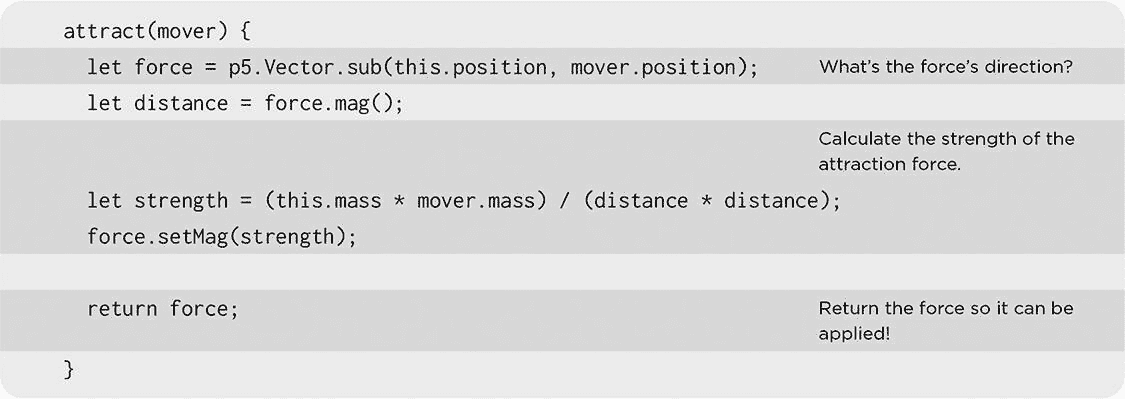 attract(mover) {
let force = p5.Vector.sub(this.position, mover.position);
What’s the force’s direction?
let distance = force.mag();
Calculate the strength of the
attraction force.
let strength = (this.mass * mover.mass) / (distance * distance);
force.setMag(strength);
return force;
Return the force so it can be
applied!
}